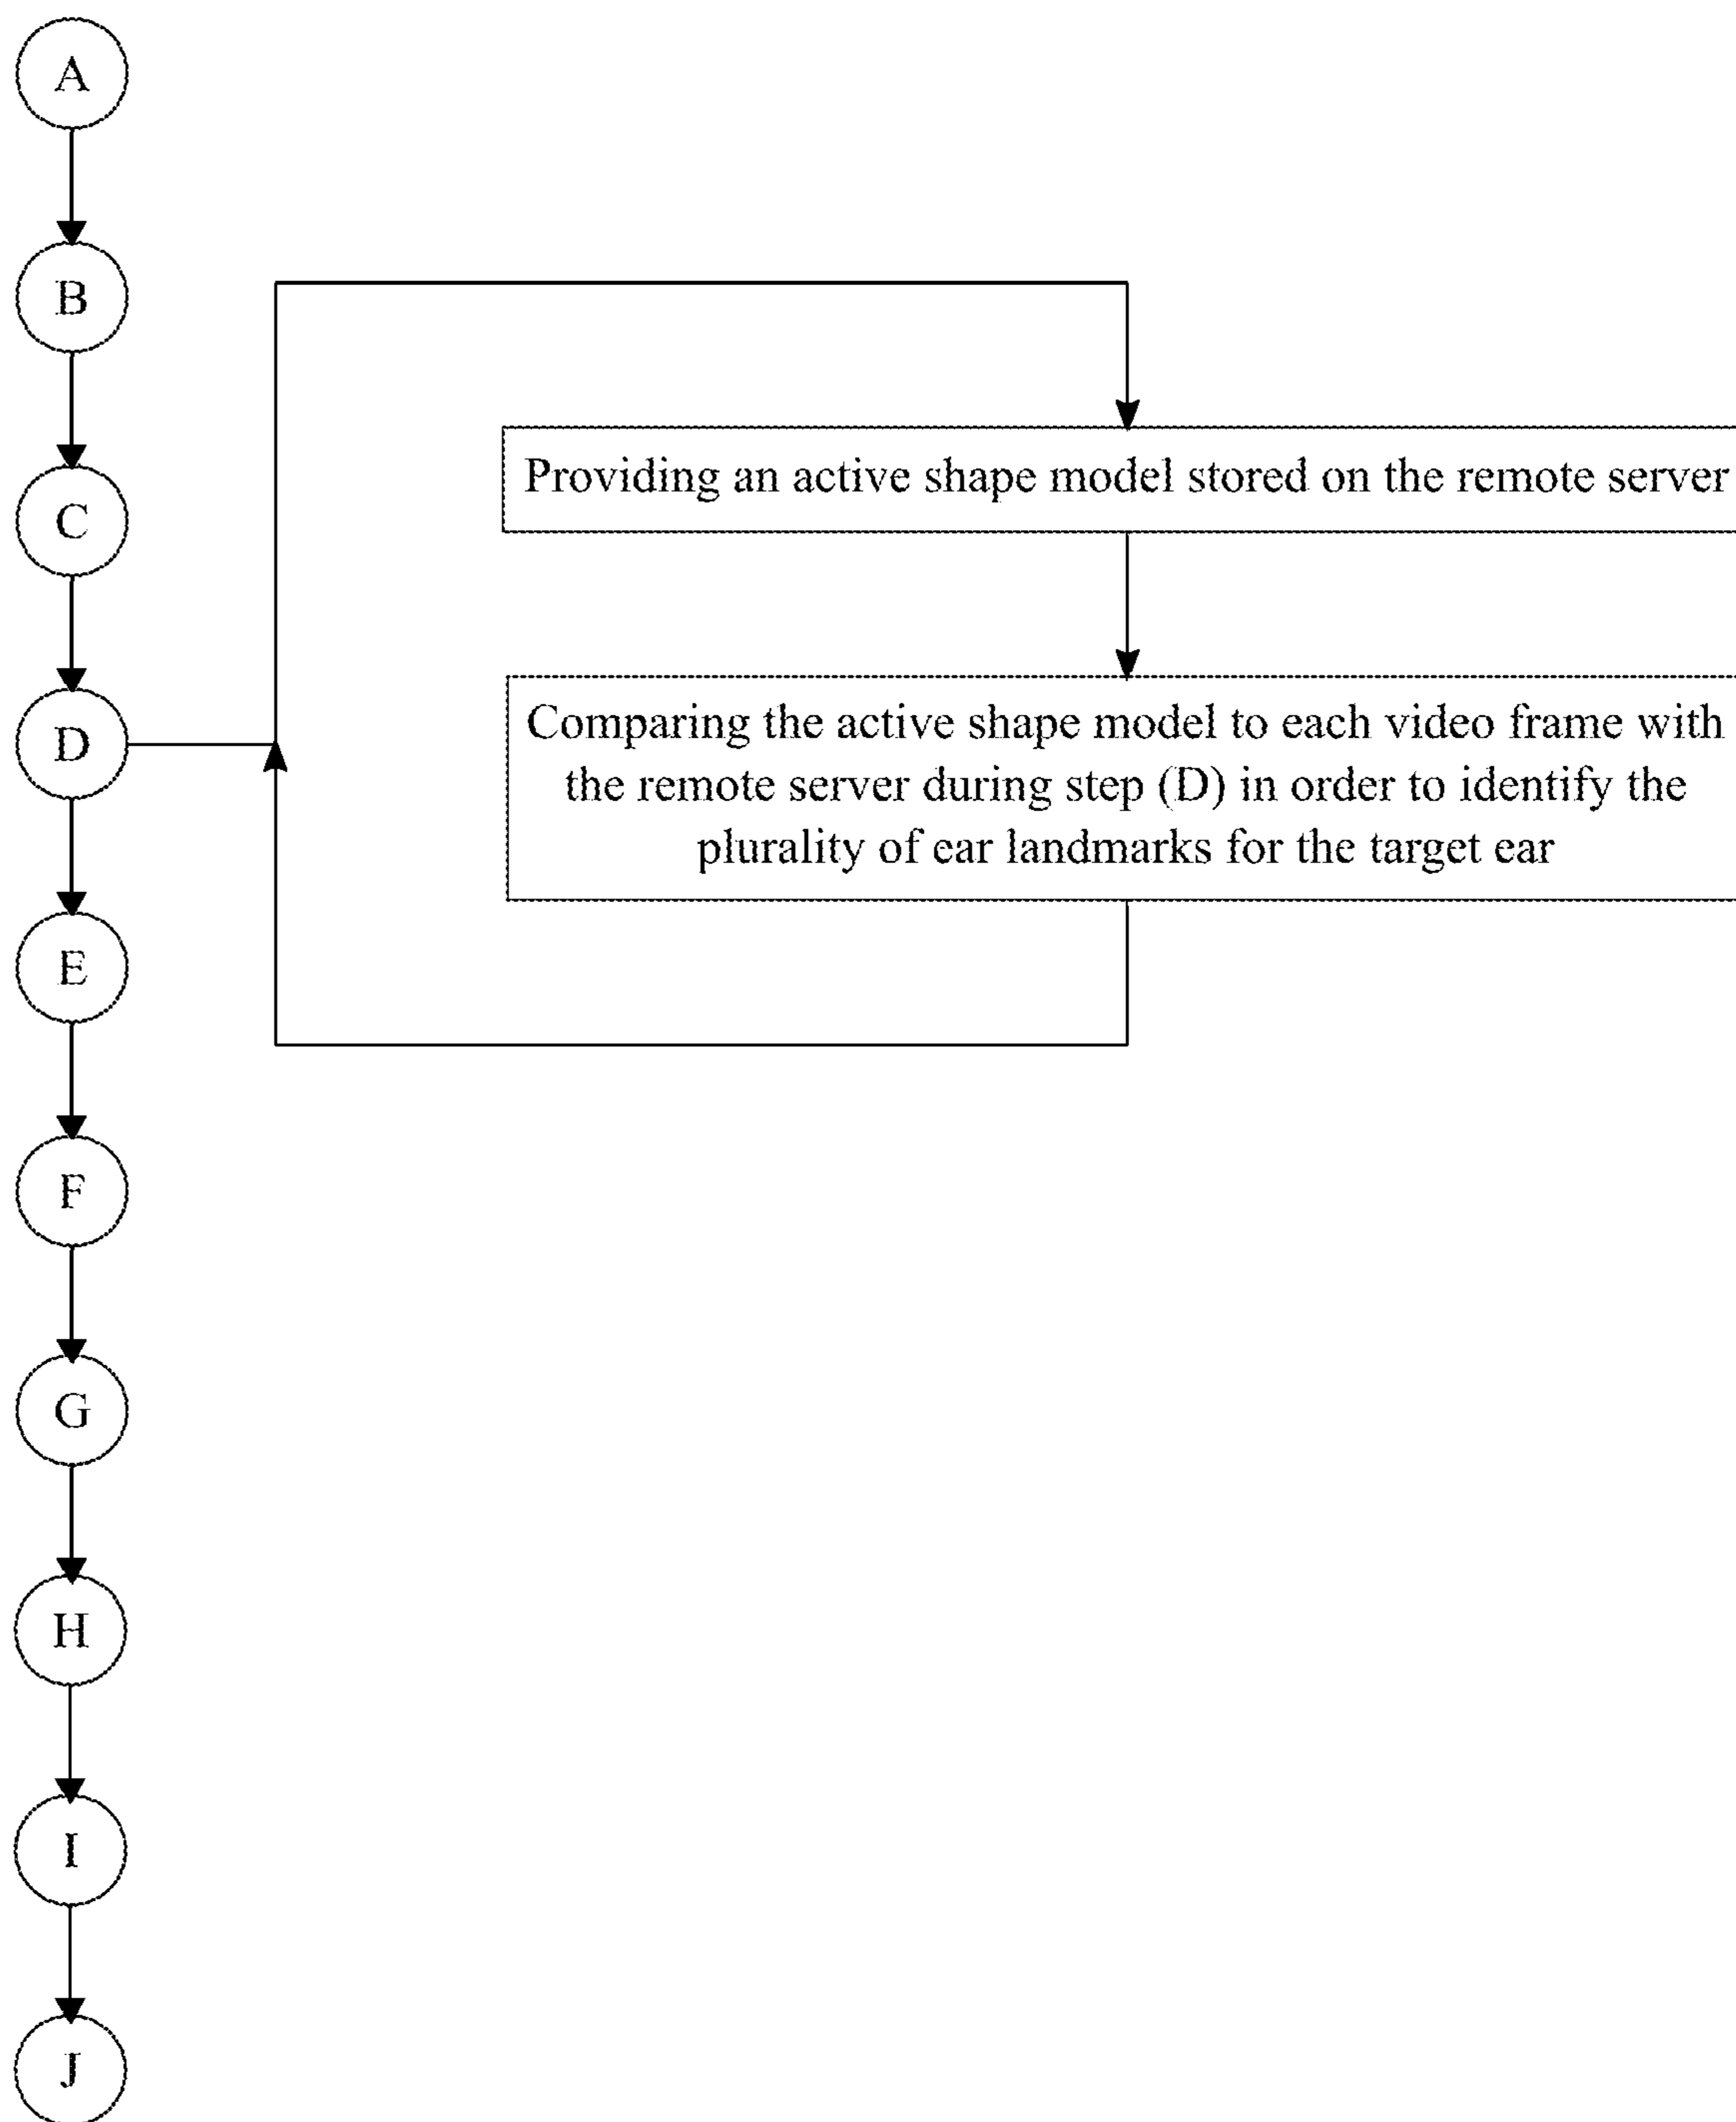 A
B
C
D
E
F
G
H
I
J
Providing an active shape model stored on the remote server
Comparing the active shape model to each video frame with
the remote server during step (D) in order to identify the
plurality of ear landmarks for the target ear